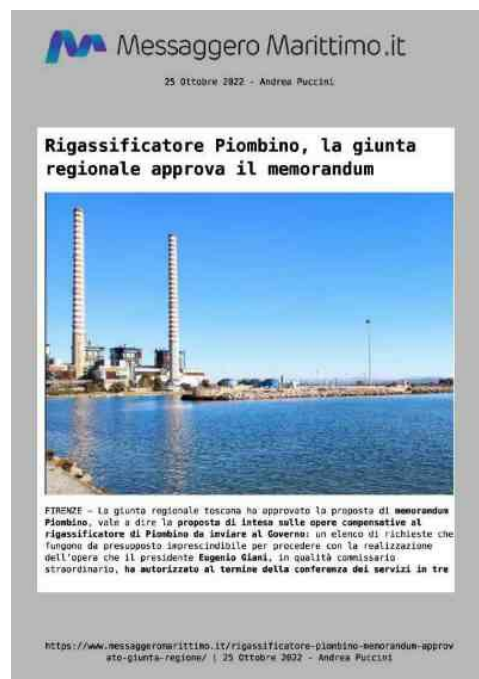 Messaggero Marittimo.it
25 Ottobre 2022 - Andrea Puccini
Rigassificatore Piombino, la giunta
regionale approva il memorandum
FIRENZE – La giunta regionale toscana ha approvato la proposta di memorandum
Piombino, vale a dire la proposta di intesa sulle opere compensative al
rigassificatore di Piombino da inviare al Governo: un elenco di richieste che
fungono da presupposto imprescindibile per procedere con la realizzazione
dell'opera che il presidente Eugenio Giani, in qualità commissario
straordinario, ha autorizzato al termine della conferenza dei servizi in tre
https://www.messaggeromarittimo.it/rigassificatore-piombino-memorandum-approv
ato-giunta-regione/ | 25 Ottobre 2022 - Andrea Puccini